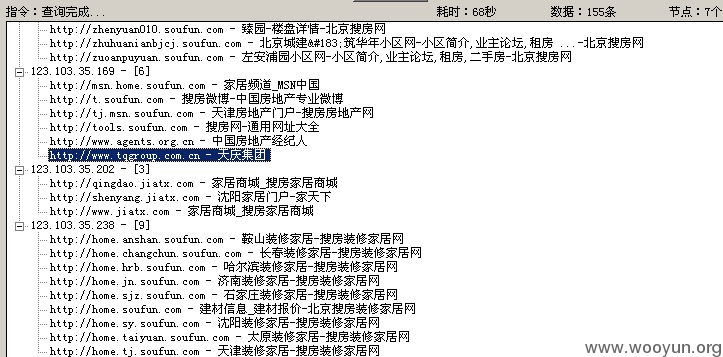 指令：查询完成... 耗时：68秒 数据：155条 节点：7个
http://zhenyuan010.soufun.com - 臻园-楼盘详情-北京搜房网
http://zhuhuanianbjcj.soufun.com - 北京城建&#183;筑华年小区网-小区简介,业主论坛,租房 ...-北京搜房网
http://zuoanpuyuan.soufun.com - 左安浦园小区网-小区简介,业主论坛,租房,二手房-北京搜房网
123.103.35.169 - [6]
http://msn.home.soufun.com - 家居频道_MSN中国
http://t.soufun.com - 搜房微博-中国房地产专业微博
http://tj.msn.soufun.com - 天津房地产门户-搜房房地产网
http://tools.soufun.com - 搜房网-通用网址大全
http://www.agents.org.cn - 中国房地产经纪人
http://www.tqgroup.com.cn - 天庆集团
123.103.35.202 - [3]
http://qingdao.jiatx.com - 家居商城_搜房家居商城
http://shenyang.jiatx.com - 沈阳家居门户-家天下
http://www.jiatx.com - 家居商城_搜房家居商城
123.103.35.238 - [9]
http://home.anshan.soufun.com - 鞍山装修家居-搜房装修家居网
http://home.changchun.soufun.com - 长春装修家居-搜房装修家居网
http://home.hrb.soufun.com - 哈尔滨装修家居-搜房装修家居网
http://home.jn.soufun.com - 济南装修家居-搜房装修家居网
http://home.sjz.soufun.com - 石家庄装修家居-搜房装修家居网
http://home.soufun.com - 建材信息_建材报价-北京搜房装修家居网
http://home.sy.soufun.com - 沈阳装修家居-搜房装修家居网
http://home.taiyuan.soufun.com - 太原装修家居-搜房装修家居网
http://home.tj.soufun.com - 天津装修家居-搜房装修家居网
www.wooyun.org